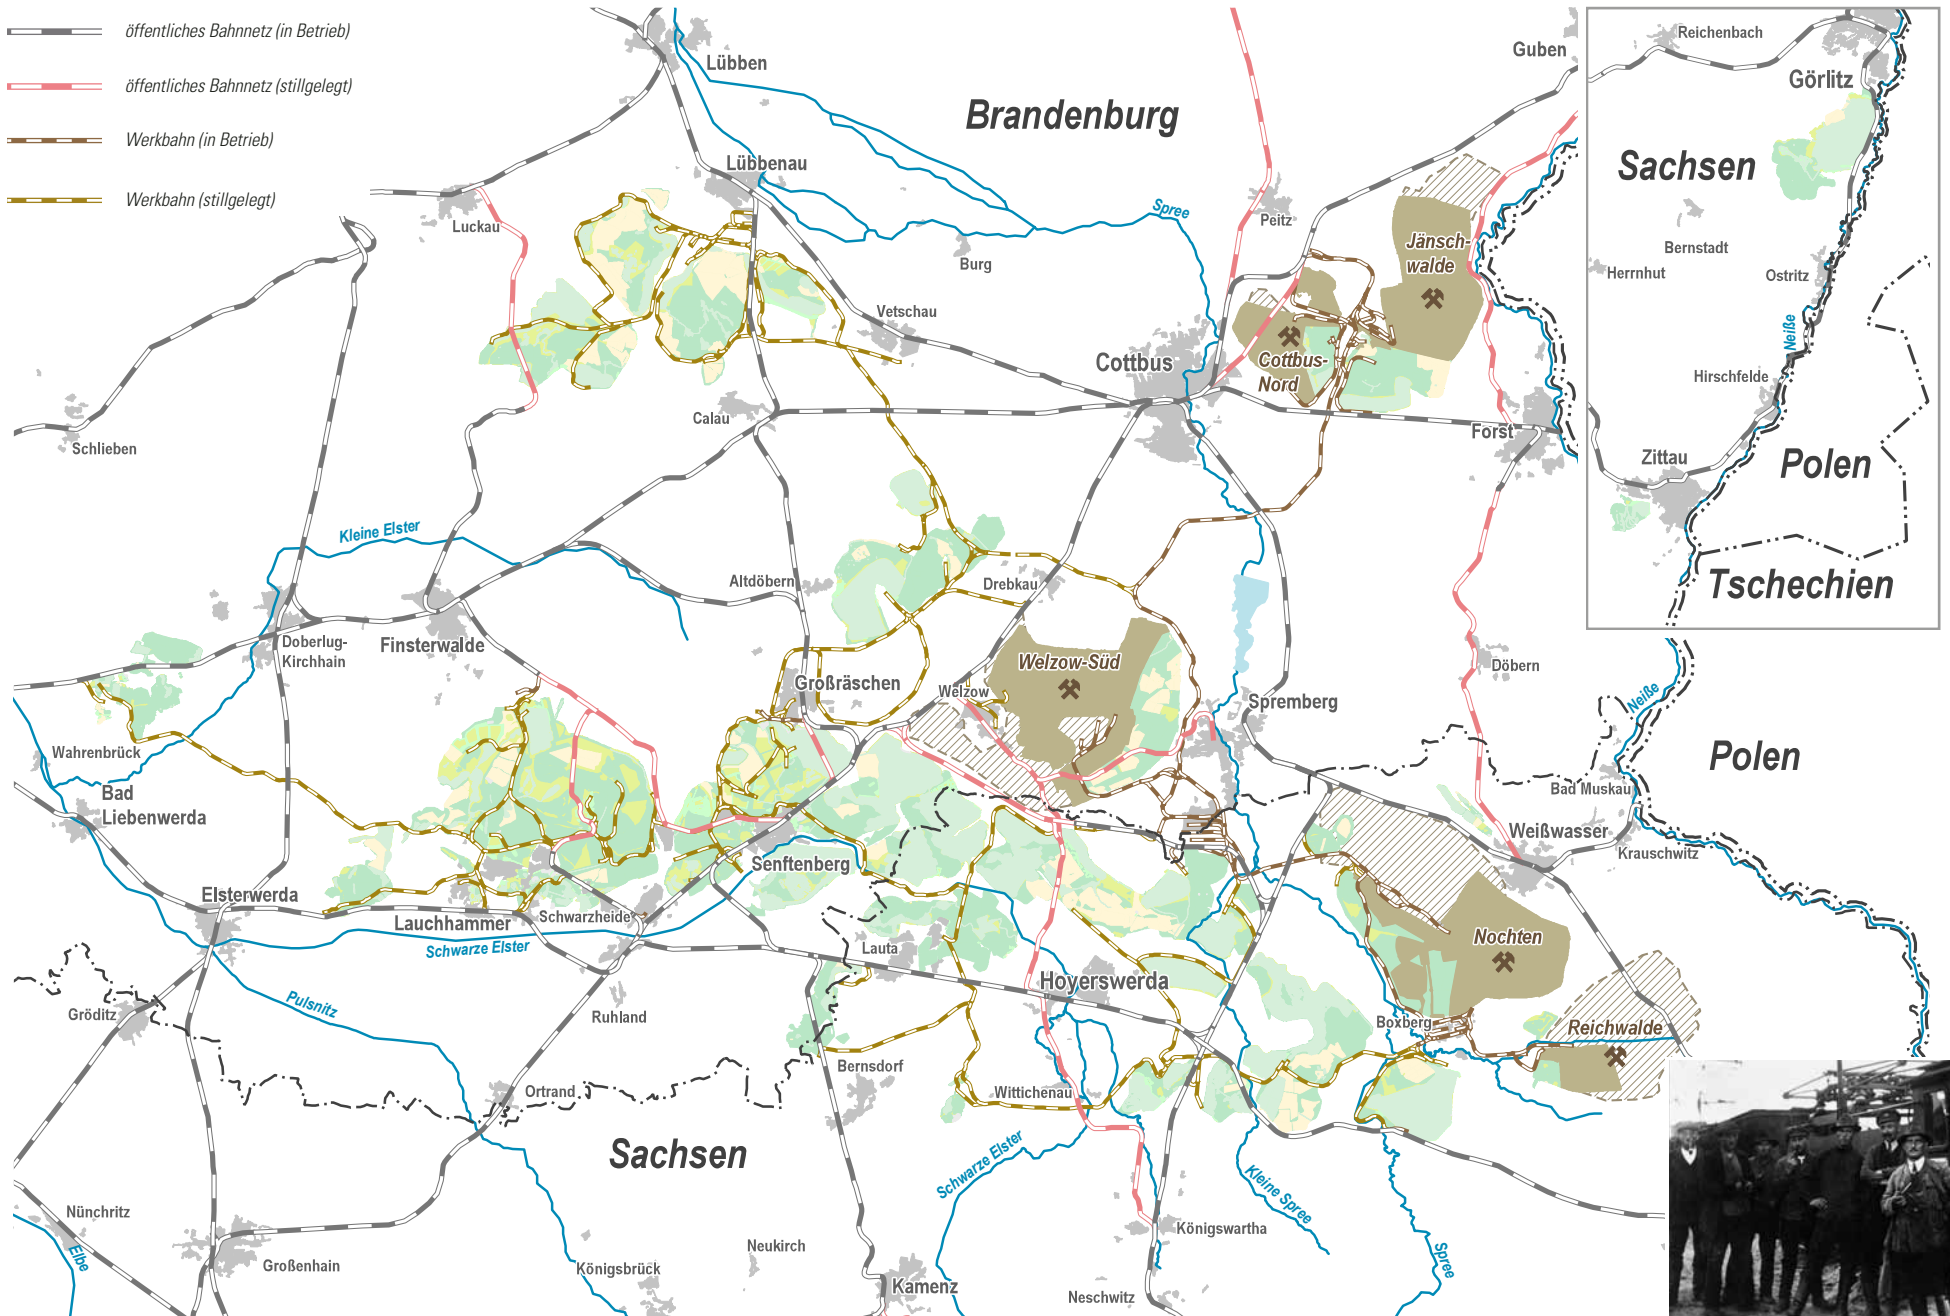 öffentliches Bahnnetz (in Betrieb)
öffentliches Bahnnetz (stillgelegt)
Werkbahn (in Betrieb)
Werkbahn (stillgelegt)
Lübben
Brandenburg
Guben
Reichenbach
Görlitz
Sachsen
Bernstadt
Herrnhut
Ostritz
Neiße
Hirschfelde
Zittau
Polen
Tschechien
Lübbenau
Luckau
Spree
Peitz
Burg
Jänsch-
walde
Vetschau
Cottbus
Cottbus-
Nord
Calau
Forst
Schlieben
Kleine Elster
Altdöbern
Drebkau
Doberlug-
Kirchhain
Finsterwalde
Großräschen
Welzow-Süd
Welzow
Spremberg
Döbern
Neiße
Polen
Wahrenbrück
Bad
Liebenwerda
Bad Muskau
Weißwasser
Krauschwitz
Senftenberg
Elsterwerda
Lauchhammer
Schwarzheide
Schwarze Elster
Lauta
Nochten
Hoyerswerda
Pulsnitz
Gröditz
Ruhland
Boxberg
Reichwalde
Bernsdorf
Wittichenau
Ortrand
Sachsen
Schwarze Elster
Kleine Spree
Nünchritz
Elbe
Königswartha
Spree
Neukirch
Großenhain
Königsbrück
Kamenz
Neschwitz